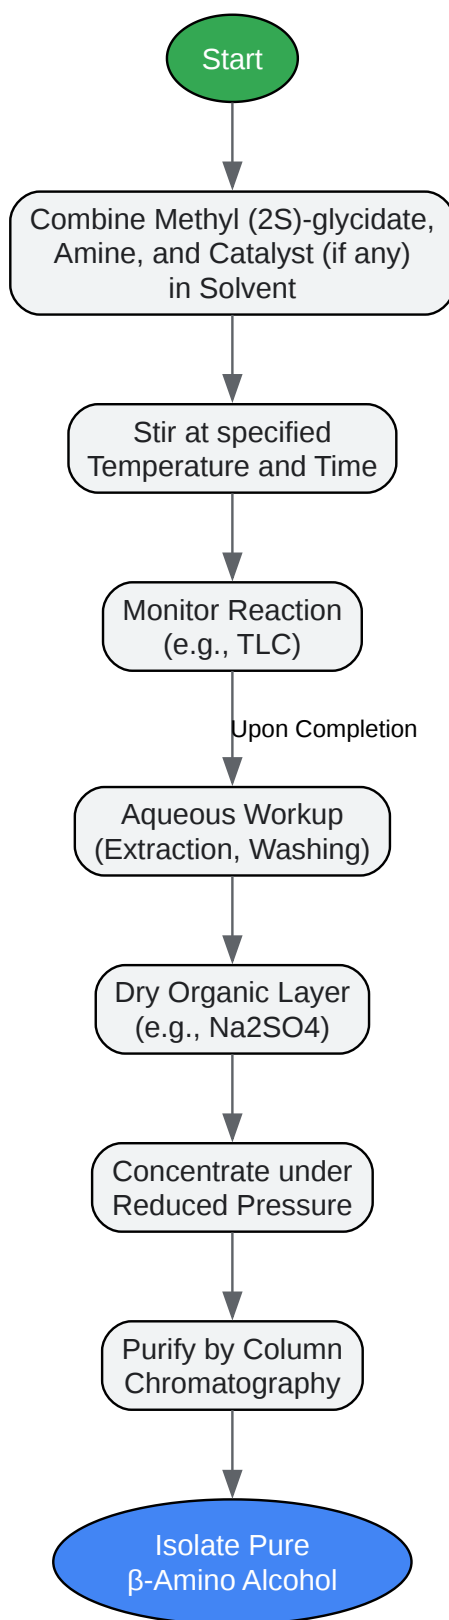 Start
Combine Methyl (2S)-glycidate,
Amine, and Catalyst (if any)
in Solvent
Stir at specified
Temperature and Time
Monitor Reaction
(e.g., TLC)
Upon Completion
Aqueous Workup
(Extraction, Washing)
Dry Organic Layer
(e.g., Na2SO4)
Concentrate under
Reduced Pressure
Purify by Column
Chromatography
Isolate Pure
β-Amino Alcohol